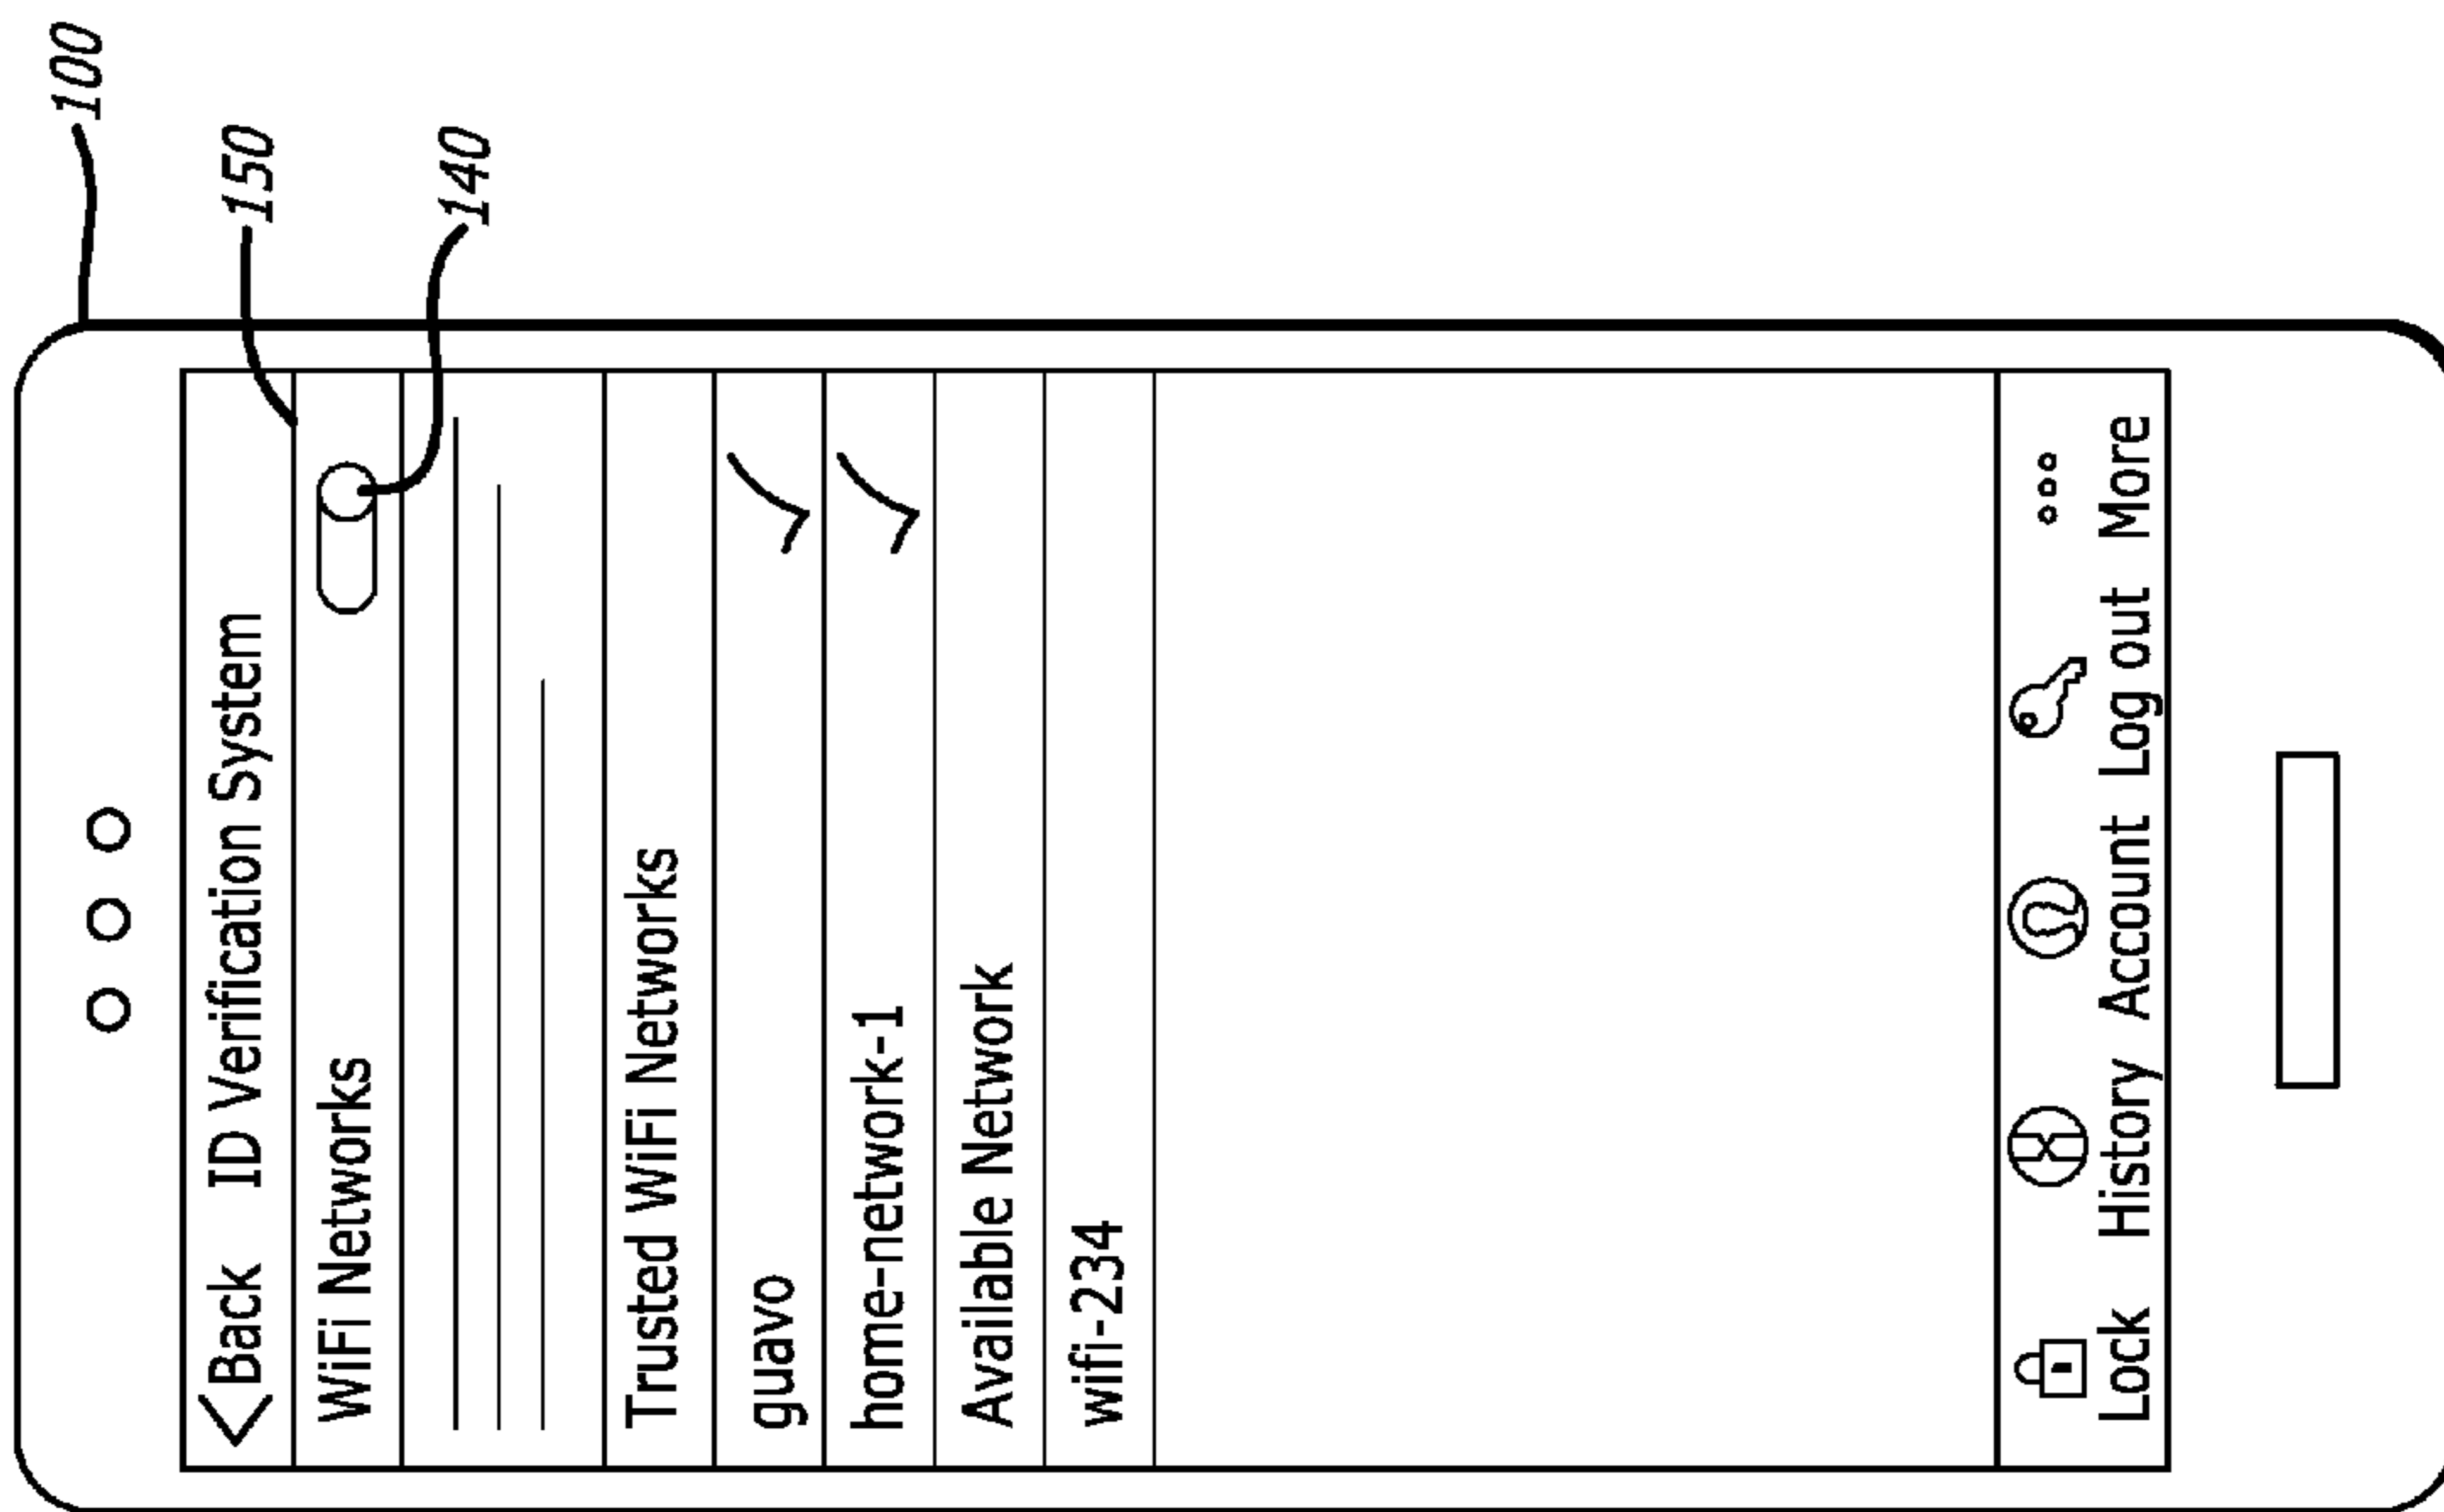 100
150
140
<Back ID Verification System
WiFi Networks
Trusted WiFi Networks
guavo
home-network-1
Available Network
wifi-234
Lock History Account Log out More